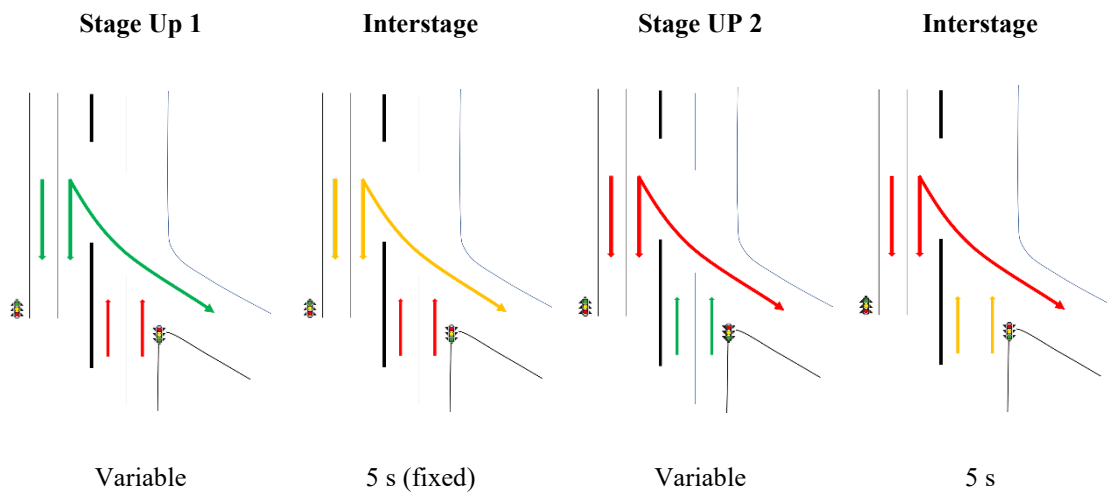 Stage Up 1
Interstage
Stage UP 2
Interstage
Variable
5 s (fixed)
Variable
5 s